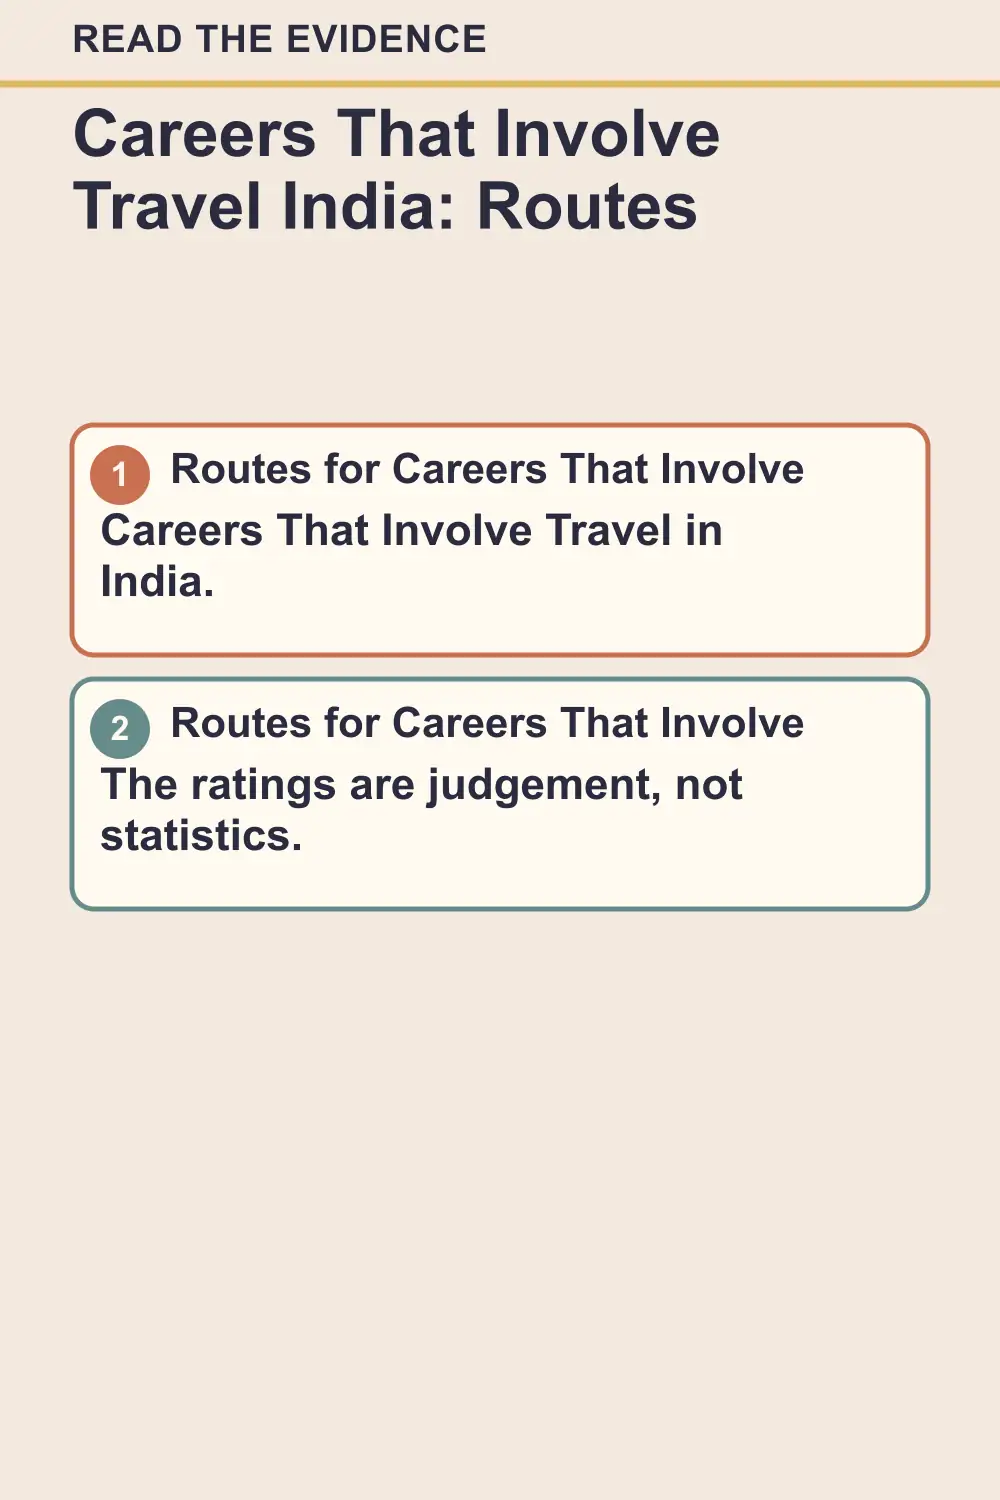 READ THE EVIDENCE
Careers That Involve
Travel India: Routes
1 Routes for Careers That Involve
Careers That Involve Travel in
India.
2 Routes for Careers That Involve
The ratings are judgement, not
statistics.